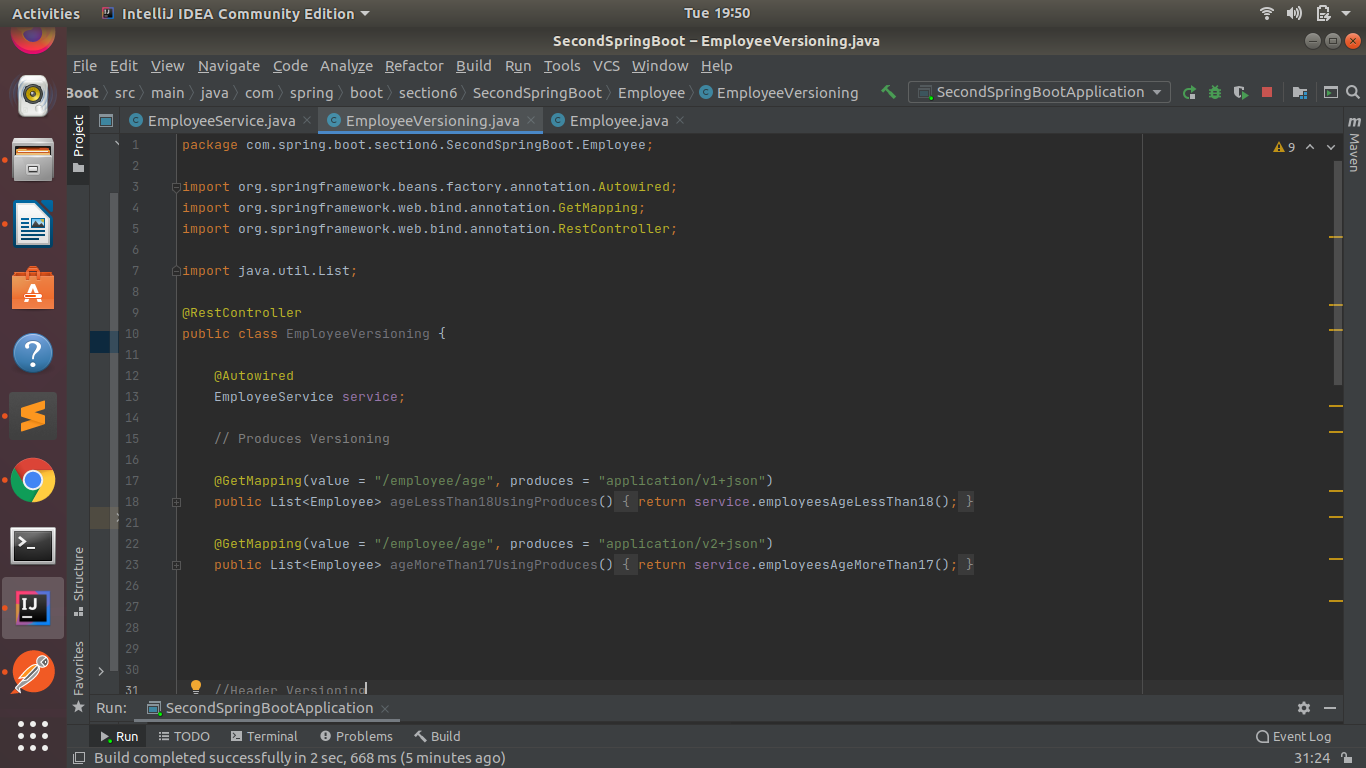 Activities IntelliJ IDEA Community Edition Tue 19:50
SecondSpringBoot – EmployeeVersioning.java
File Edit View Navigate Code Analyze Refactor Build Run Tools VCS Window Help
Boot src main java com spring boot section6 SecondSpringBoot Employee EmployeeVersioning SecondSpringBootApplication
EmployeeService.java EmployeeVersioning.java Employee.java
Project
Structure
Favorites
Maven
9
1 package com.spring.boot.section6.SecondSpringBoot.Employee;
2
3 import org.springframework.beans.factory.annotation.Autowired;
4 import org.springframework.web.bind.annotation.GetMapping;
5 import org.springframework.web.bind.annotation.RestController;
6
7 import java.util.List;
8
9 @RestController
10 public class EmployeeVersioning {
11
12 @Autowired
13 EmployeeService service;
14
15 // Produces Versioning
16
17 @GetMapping(value = "/employee/age", produces = "application/v1+json")
18 public List<Employee> ageLessThan18UsingProduces() { return service.employeesAgeLessThan18(); }
21
22 @GetMapping(value = "/employee/age", produces = "application/v2+json")
23 public List<Employee> ageMoreThan17UsingProduces() { return service.employeesAgeMoreThan17(); }
26
27
28
29
30
31 //Header Versioning
Run: SecondSpringBootApplication
Run TODO Terminal Problems Build Event Log
Build completed successfully in 2 sec, 668 ms (5 minutes ago) 31:24